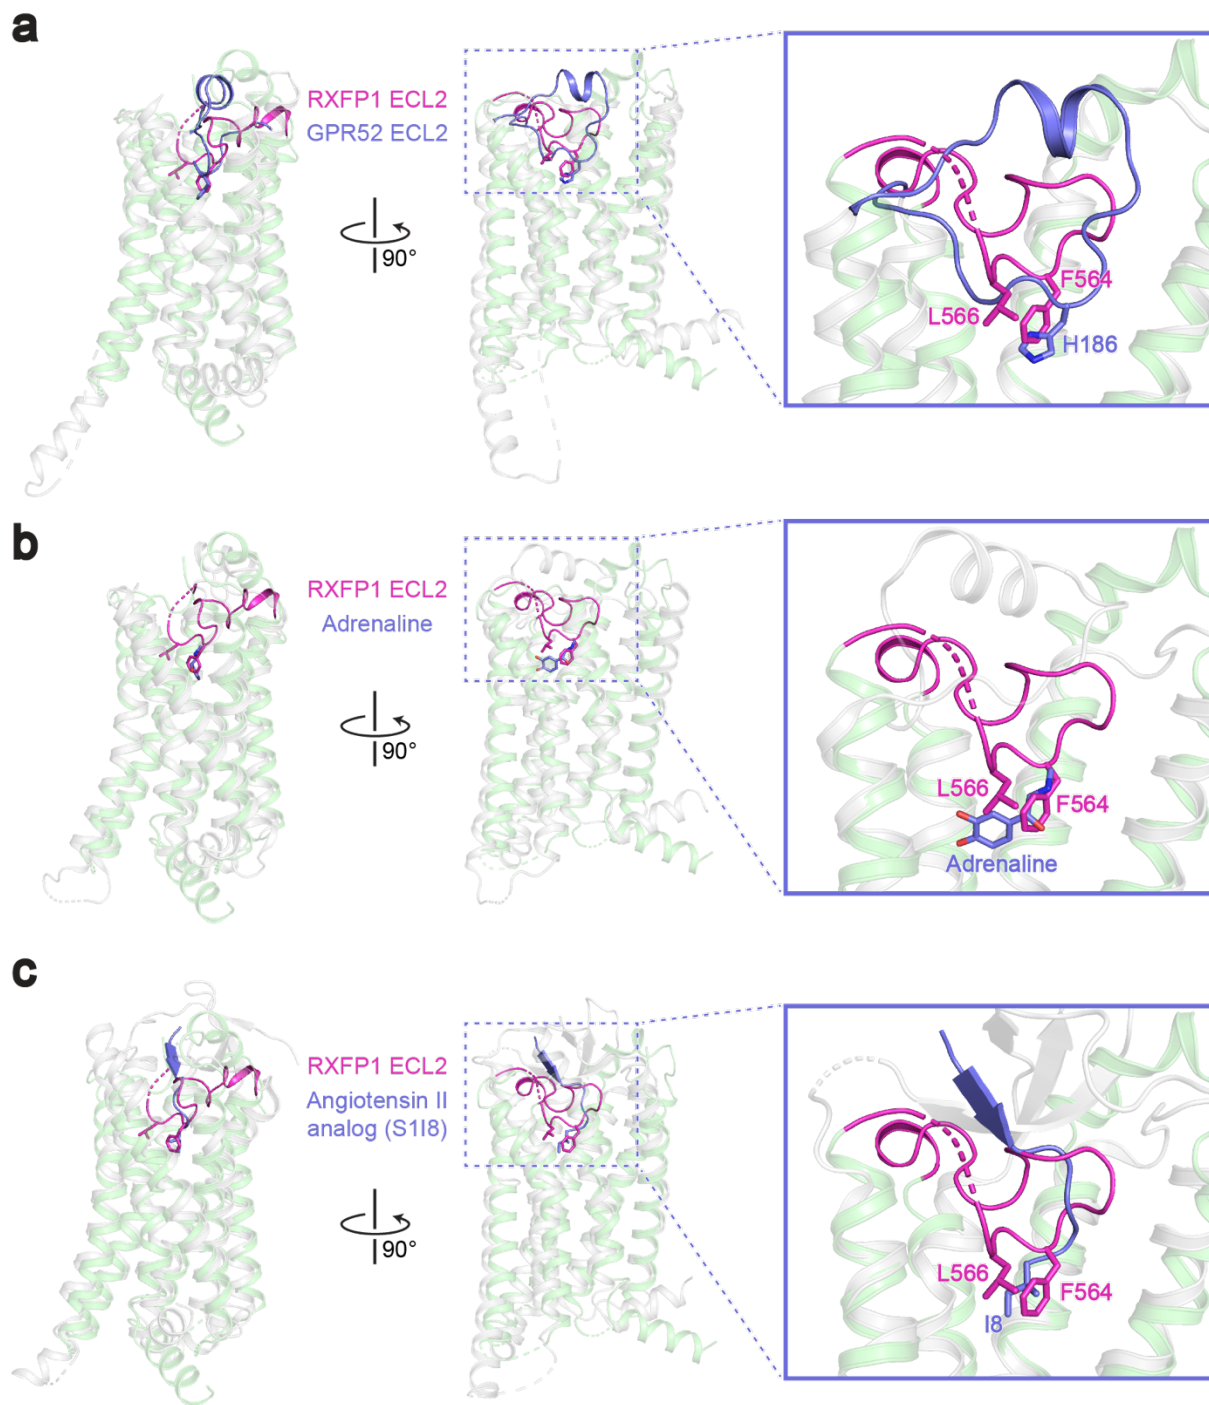 a
RXFP1 ECL2
GPR52 ECL2
90°
F564
L566
H186
b
RXFP1 ECL2
Adrenaline
90°
L566
F564
Adrenaline
c
RXFP1 ECL2
Angiotensin II
analog (S1I8)
90°
L566
F564
I8